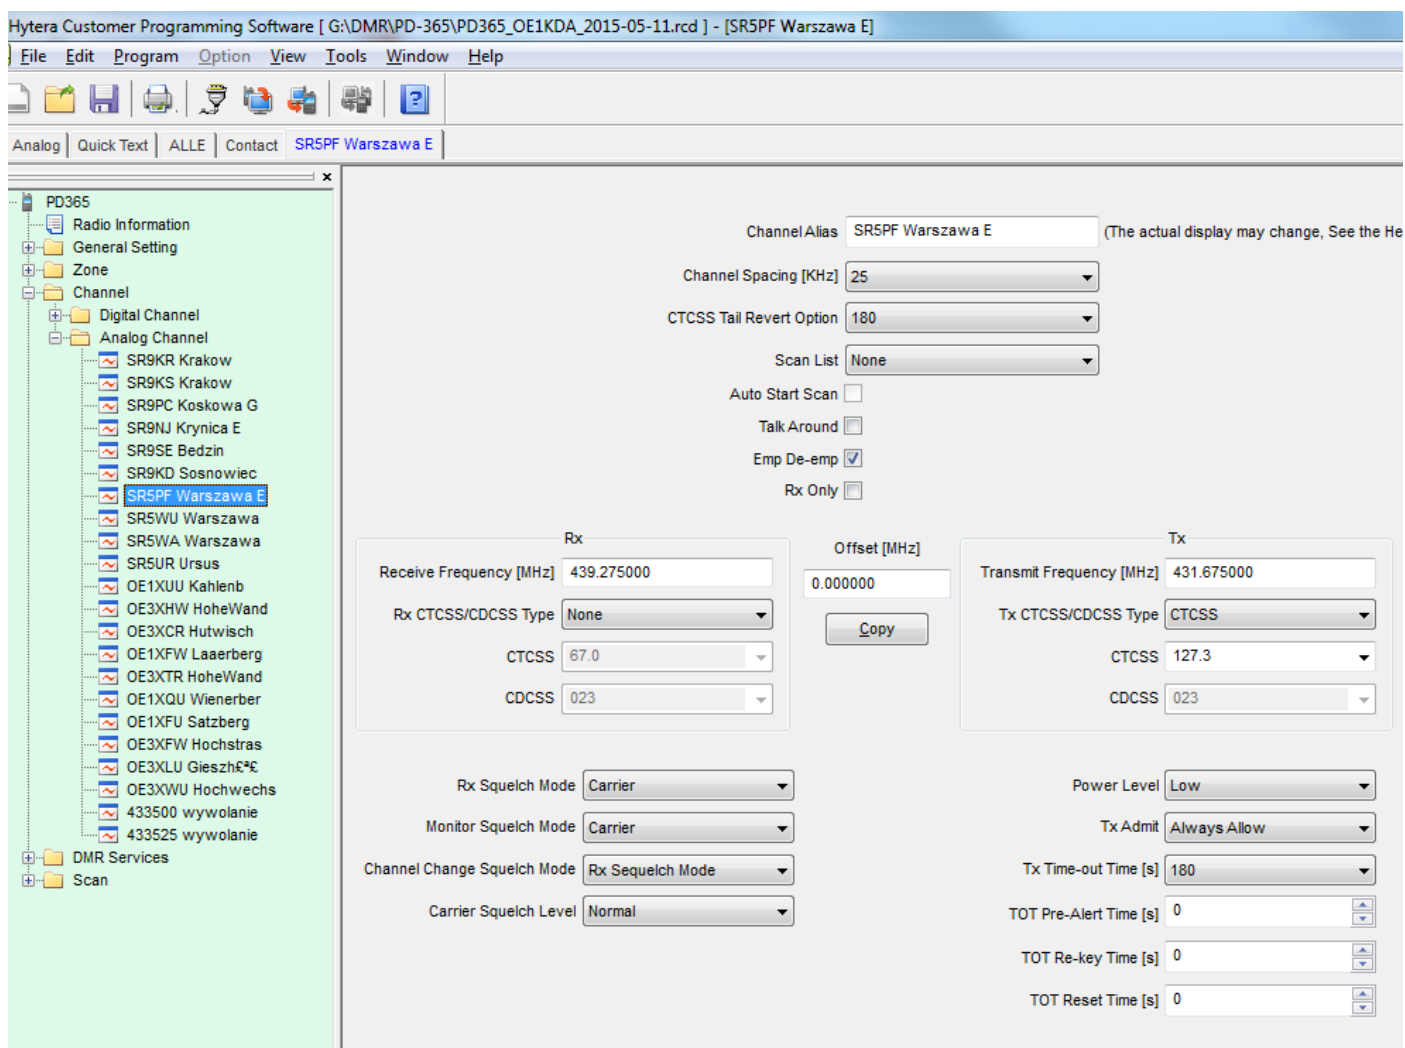 Hytera Customer Programming Software [ G:\DMR\PD-365\PD365_OE1KDA_2015-05-11.rcd ] - [SR5PF Warszawa E]
File Edit Program Option View Tools Window Help
Analog Quick Text ALLE Contact SR5PF Warszawa E
PD365
Radio Information
General Setting
Zone
Channel
Digital Channel
Analog Channel
SR9KR Krakow
SR9KS Krakow
SR9PC Koskowa G
SR9NJ Krynica E
SR9SE Bedzin
SR9KD Sosnowiec
SR5PF Warszawa E
SR5WU Warszawa
SR5WA Warszawa
SR5UR Ursus
OE1XUU Kahlenb
OE3XHW HoheWand
OE3XCR Hutwisch
OE1XFW Laaerberg
OE3XTR HoheWand
OE1XQU Wienerber
OE1XFU Satzberg
OE3XFW Hochstras
OE3XLU Gieszh£ª£
OE3XWU Hochwechs
433500 wywolanie
433525 wywolanie
DMR Services
Scan
Channel Alias SR5PF Warszawa E (The actual display may change, See the He
Channel Spacing [KHz] 25
CTCSS Tail Revert Option 180
Scan List None
Auto Start Scan
Talk Around
Emp De-emp
Rx Only
Rx
Receive Frequency [MHz] 439.275000
Rx CTCSS/CDCSS Type None
CTCSS 67.0
CDCSS 023
Offset [MHz]
0.000000
Copy
Tx
Transmit Frequency [MHz] 431.675000
Tx CTCSS/CDCSS Type CTCSS
CTCSS 127.3
CDCSS 023
Rx Squelch Mode Carrier
Monitor Squelch Mode Carrier
Channel Change Squelch Mode Rx Sequelch Mode
Carrier Squelch Level Normal
Power Level Low
Tx Admit Always Allow
Tx Time-out Time [s] 180
TOT Pre-Alert Time [s] 0
TOT Re-key Time [s] 0
TOT Reset Time [s] 0